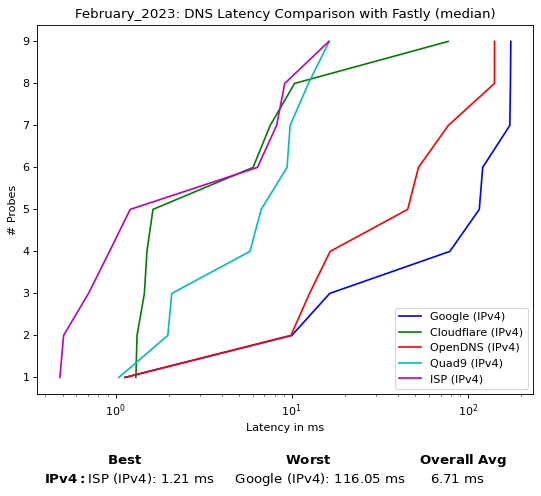 February_2023: DNS Latency Comparison with Fastly (median)
9
8
7
6
5
4
3
2
1
# Probes
Google (IPv4)
Cloudflare (IPv4)
OpenDNS (IPv4)
Quad9 (IPv4)
ISP (IPv4)
10⁰ 10¹ 10²
Latency in ms
Best Worst Overall Avg
IPv4: ISP (IPv4): 1.21 ms Google (IPv4): 116.05 ms 6.71 ms